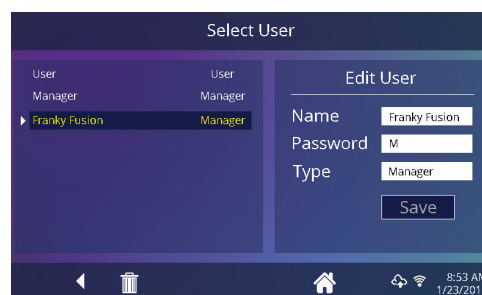 Select User
User User
Manager Manager
Franky Fusion Manager
Edit User
Name Franky Fusion
Password M
Type Manager
Save
8:53 AM
1/23/201